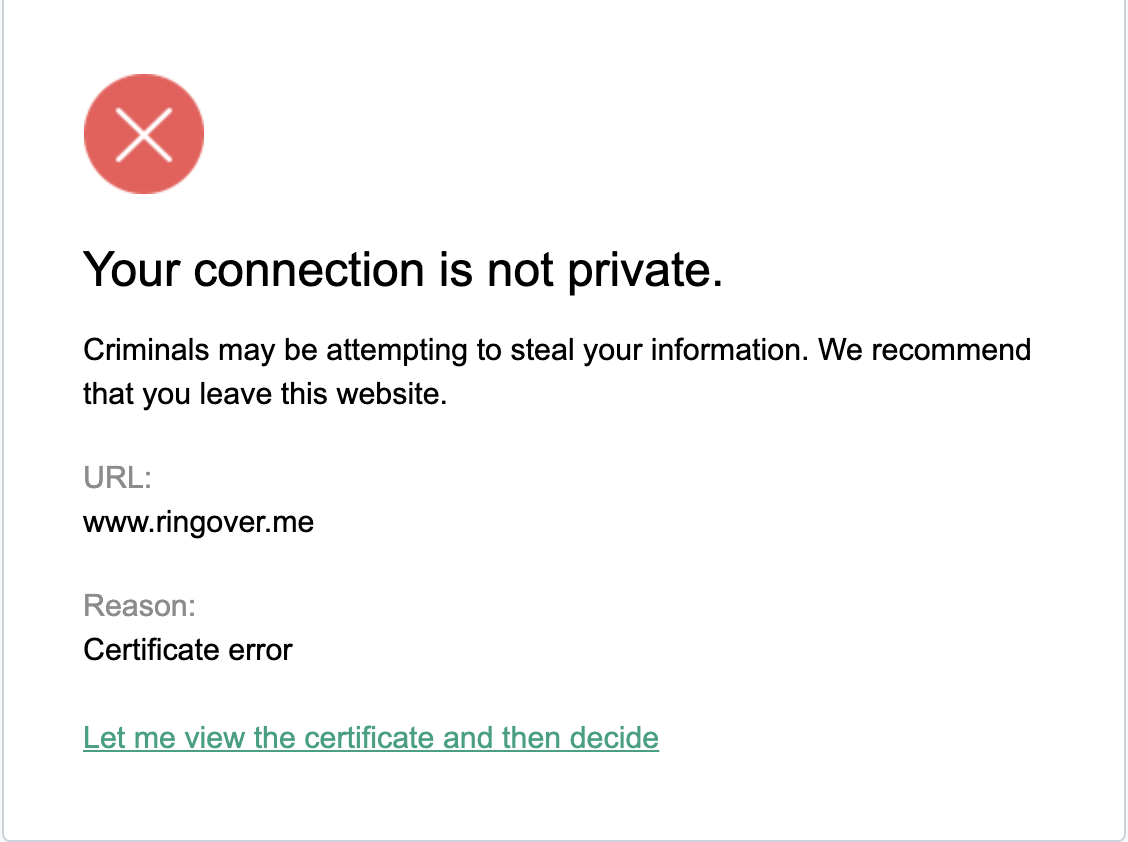 Your connection is not private.
Criminals may be attempting to steal your information. We recommend
that you leave this website.
URL:
www.ringover.me
Reason:
Certificate error
Let me view the certificate and then decide